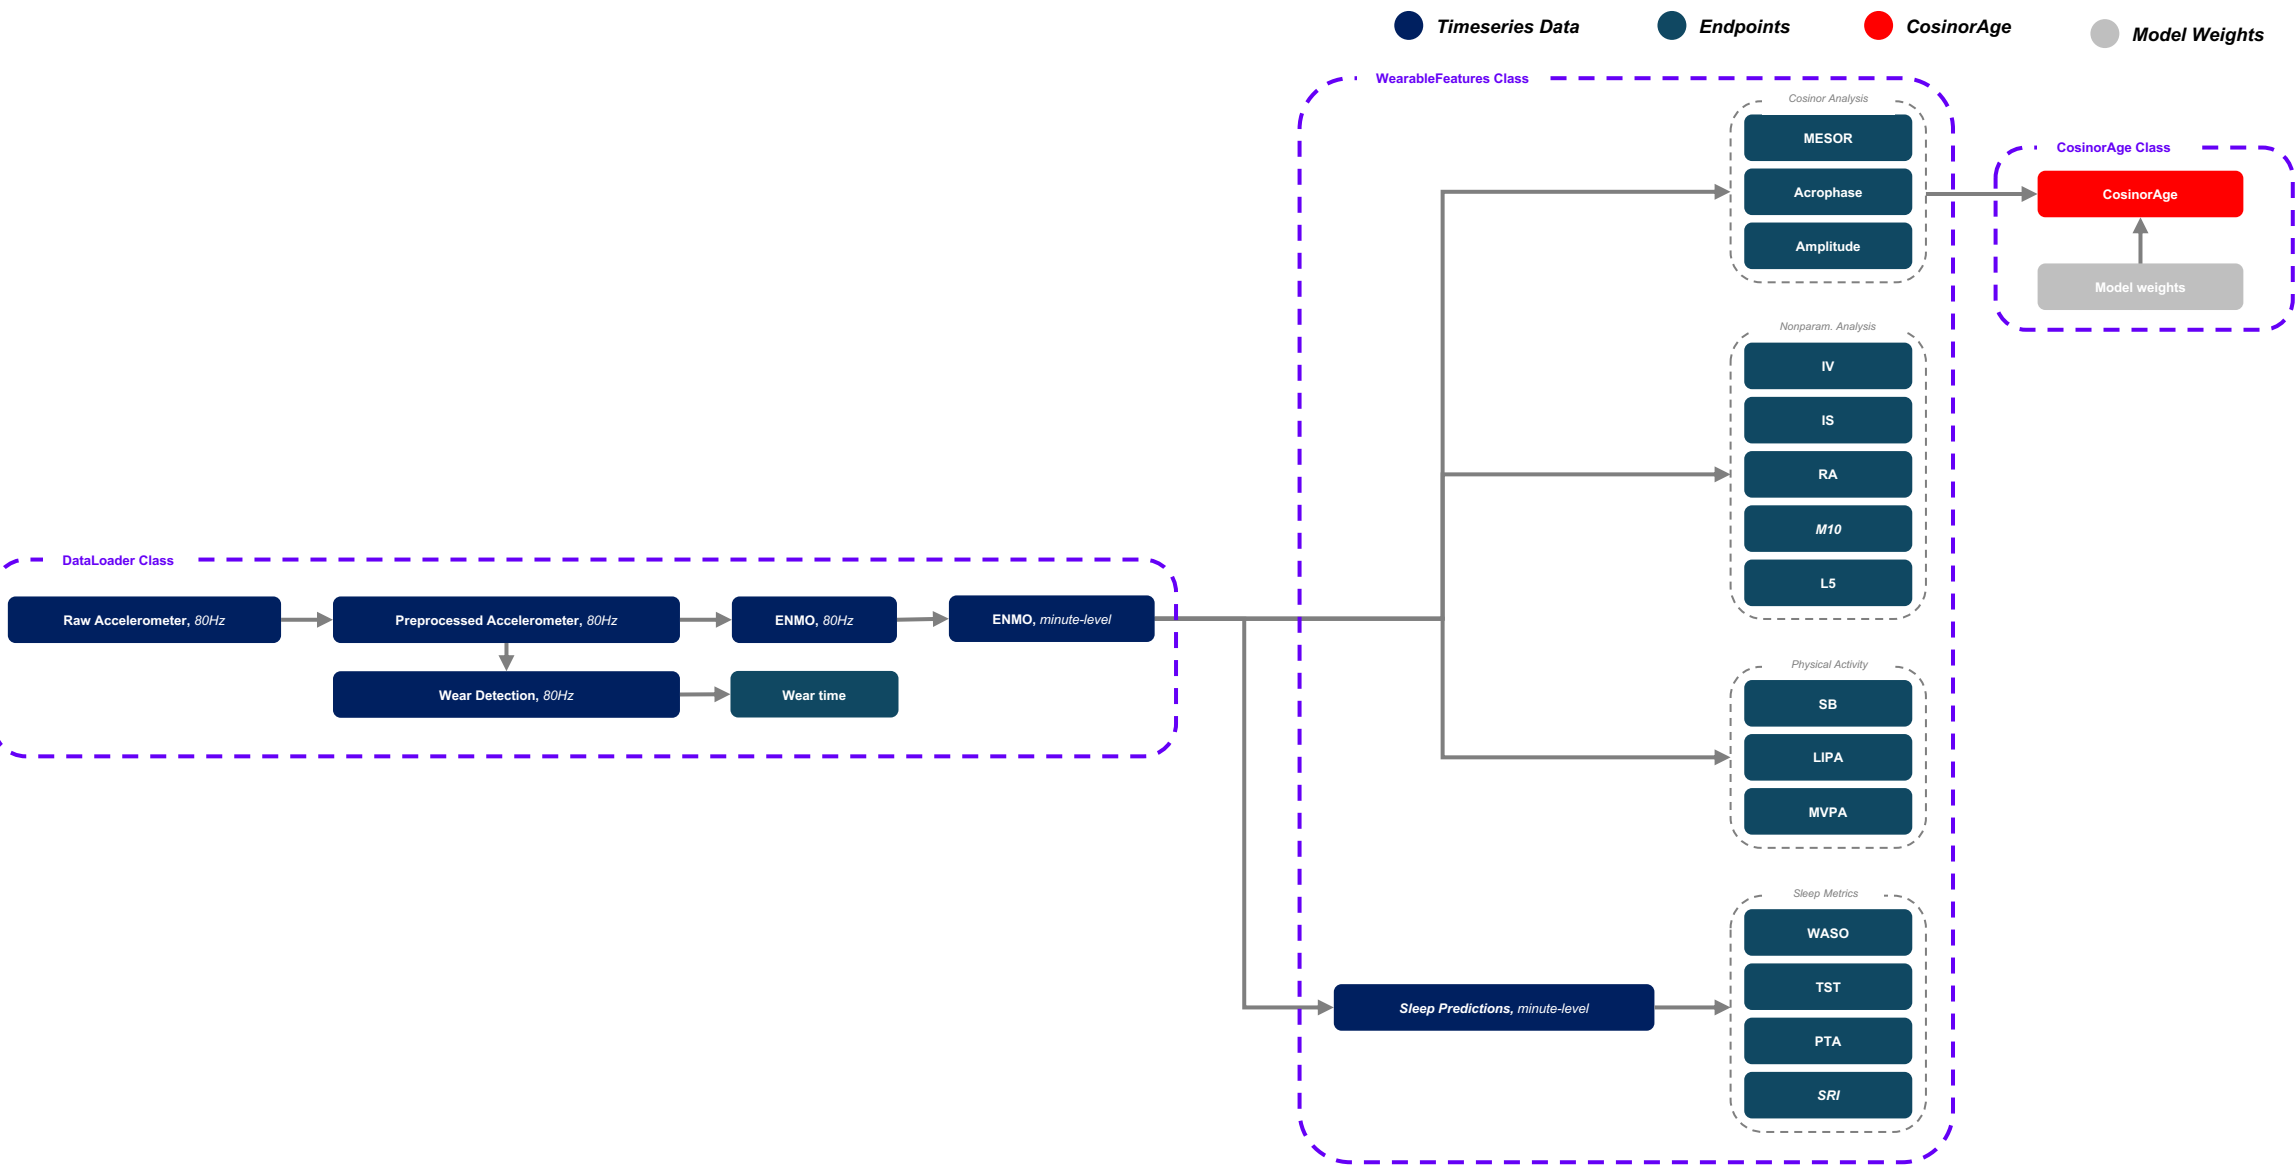 Timeseries Data
Endpoints
CosinorAge
Model Weights
WearableFeatures Class
Cosinor Analysis
MESOR
Acrophase
Amplitude
CosinorAge Class
CosinorAge
Model weights
Nonparam. Analysis
IV
IS
RA
M10
L5
DataLoader Class
Raw Accelerometer, 80Hz
Preprocessed Accelerometer, 80Hz
ENMO, 80Hz
ENMO, minute-level
Wear Detection, 80Hz
Wear time
Physical Activity
SB
LIPA
MVPA
Sleep Metrics
WASO
TST
PTA
SRI
Sleep Predictions, minute-level